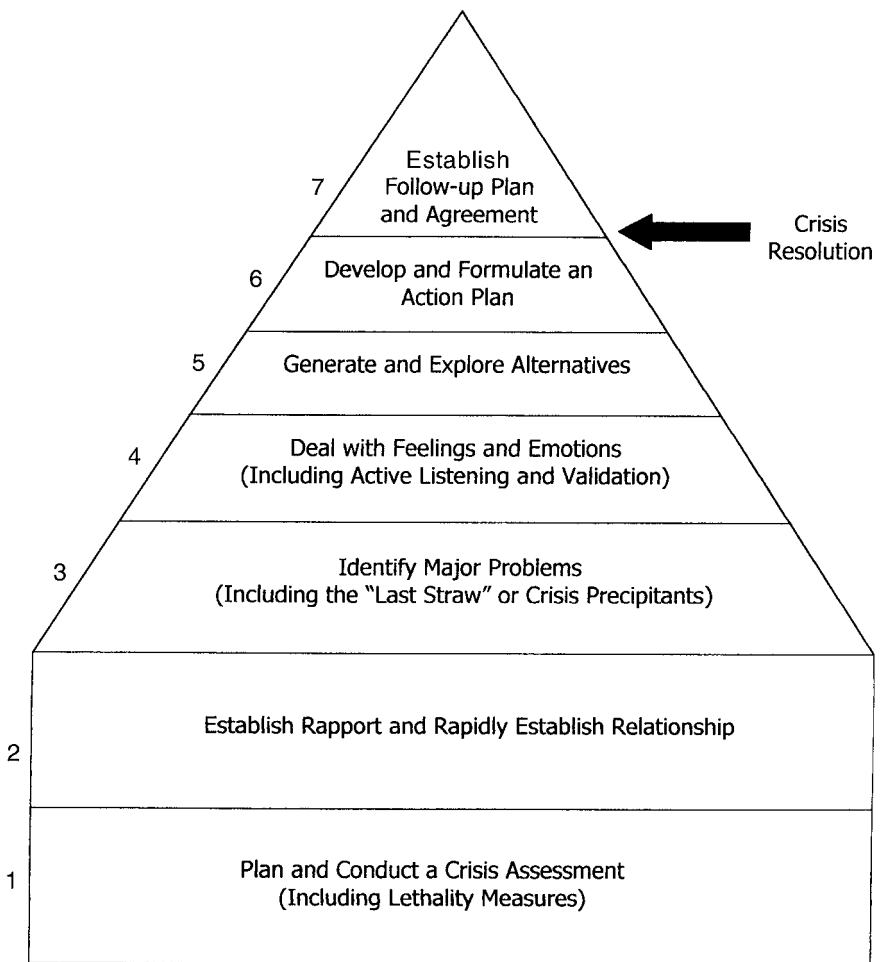 Establish
7
Follow-up Plan
and Agreement
Crisis
Resolution
6
Develop and Formulate an
Action Plan
5
Generate and Explore Alternatives
4
Deal with Feelings and Emotions
(Including Active Listening and Validation)
3
Identify Major Problems
(Including the “Last Straw” or Crisis Precipitants)
2
Establish Rapport and Rapidly Establish Relationship
1
Plan and Conduct a Crisis Assessment
(Including Lethality Measures)